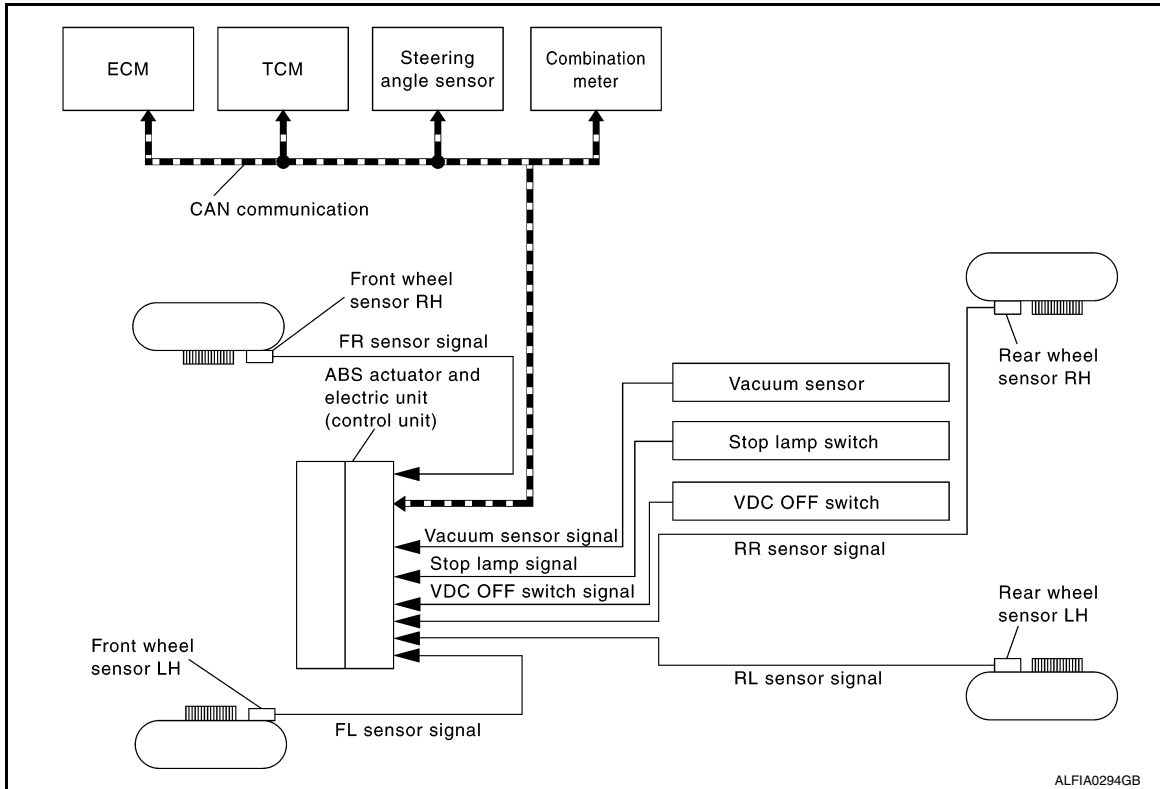 ECM
TCM
Steering
angle sensor
Combination
meter
CAN communication
Front wheel
sensor RH
FR sensor signal
ABS actuator and
electric unit
(control unit)
Rear wheel
sensor RH
Vacuum sensor
Stop lamp switch
VDC OFF switch
Vacuum sensor signal
RR sensor signal
Stop lamp signal
VDC OFF switch signal
Rear wheel
sensor LH
Front wheel
sensor LH
RL sensor signal
FL sensor signal
ALFIA0294GB